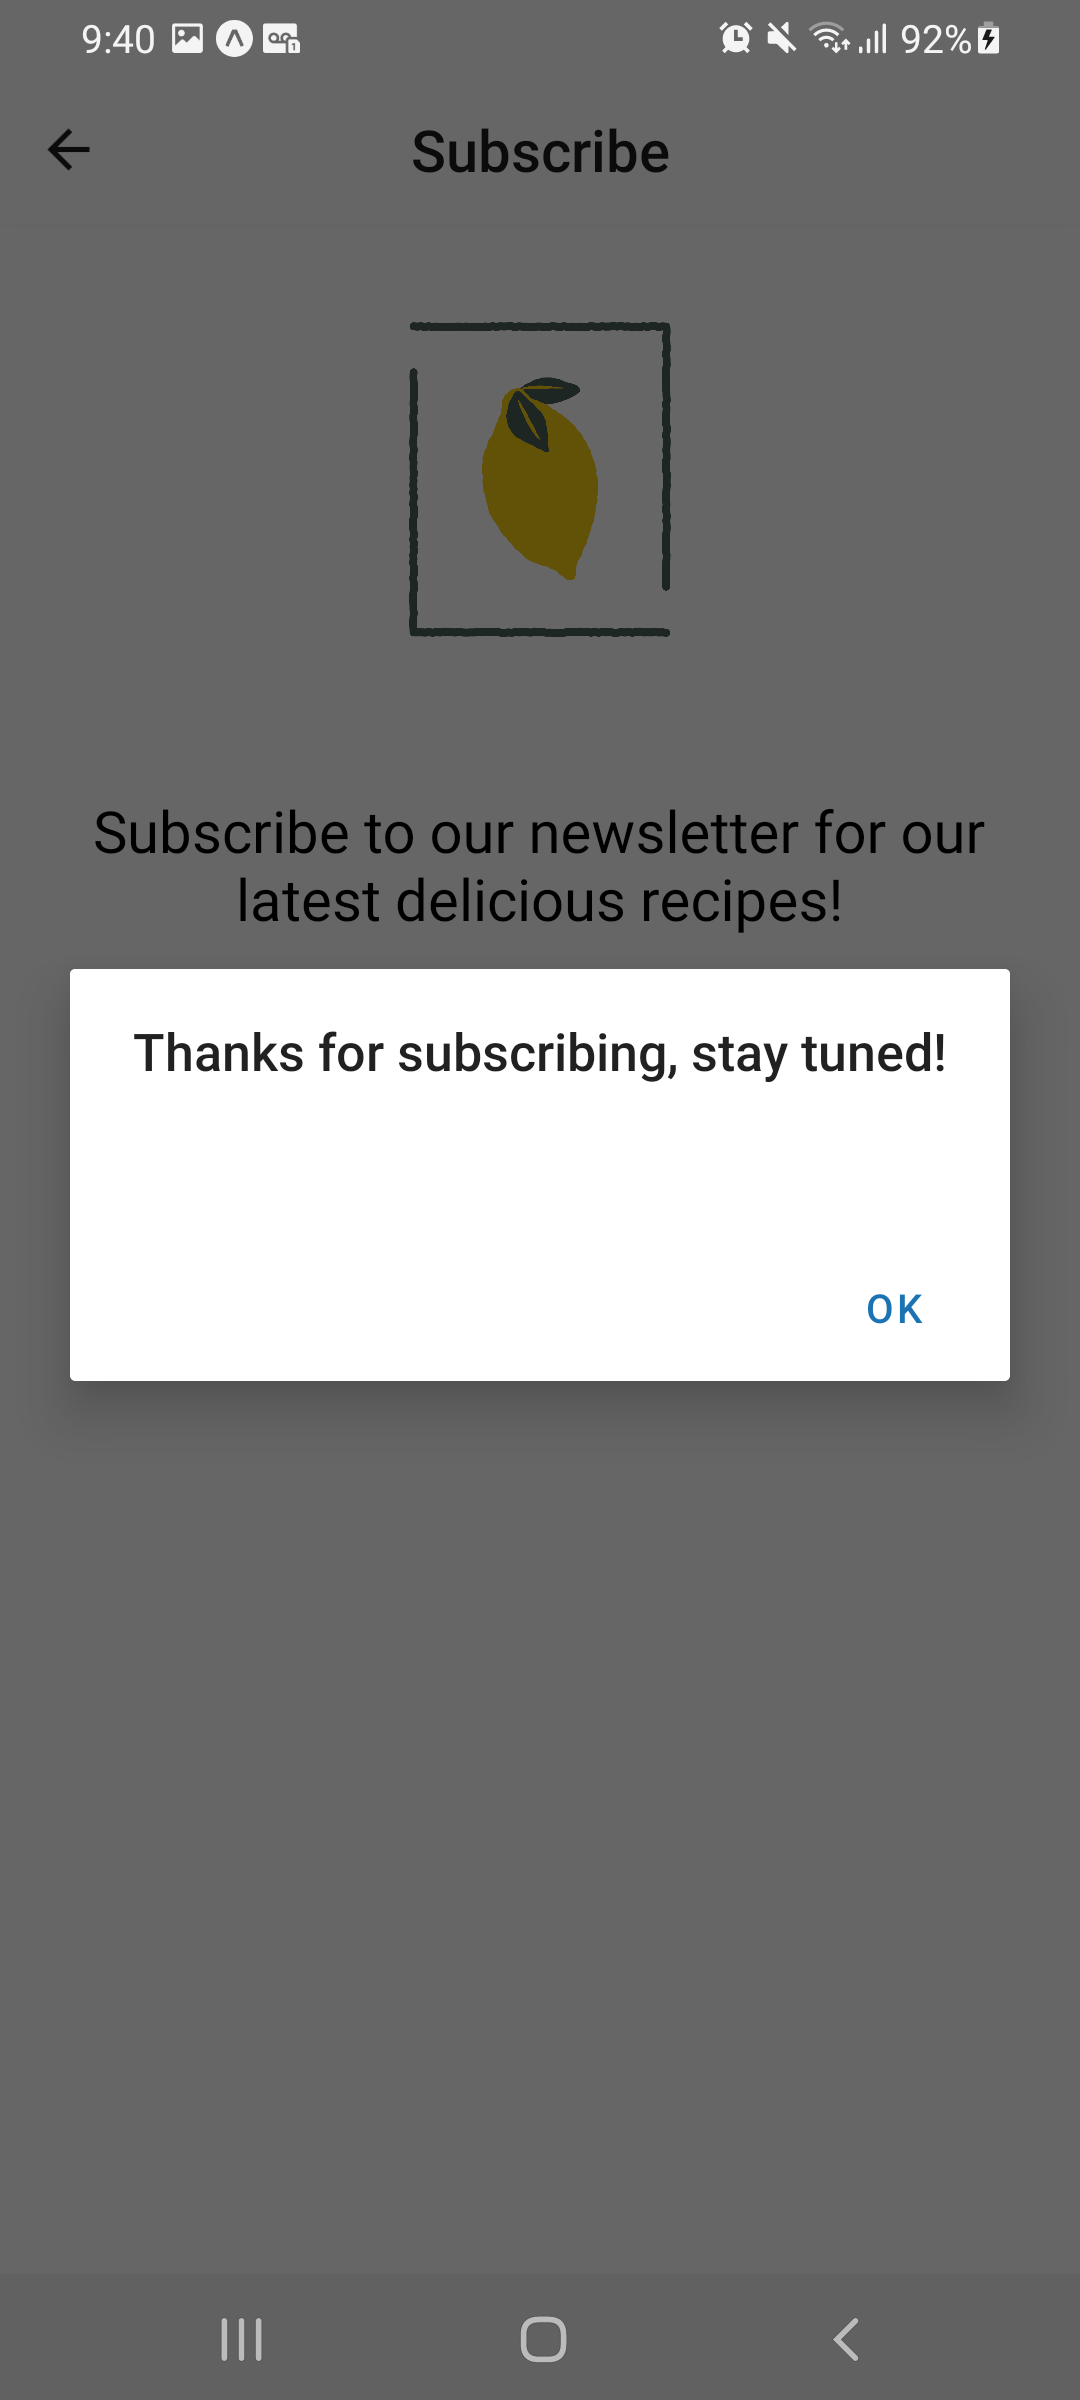 9:40
92%
Subscribe
Subscribe to our newsletter for our
latest delicious recipes!
Thanks for subscribing, stay tuned!
OK